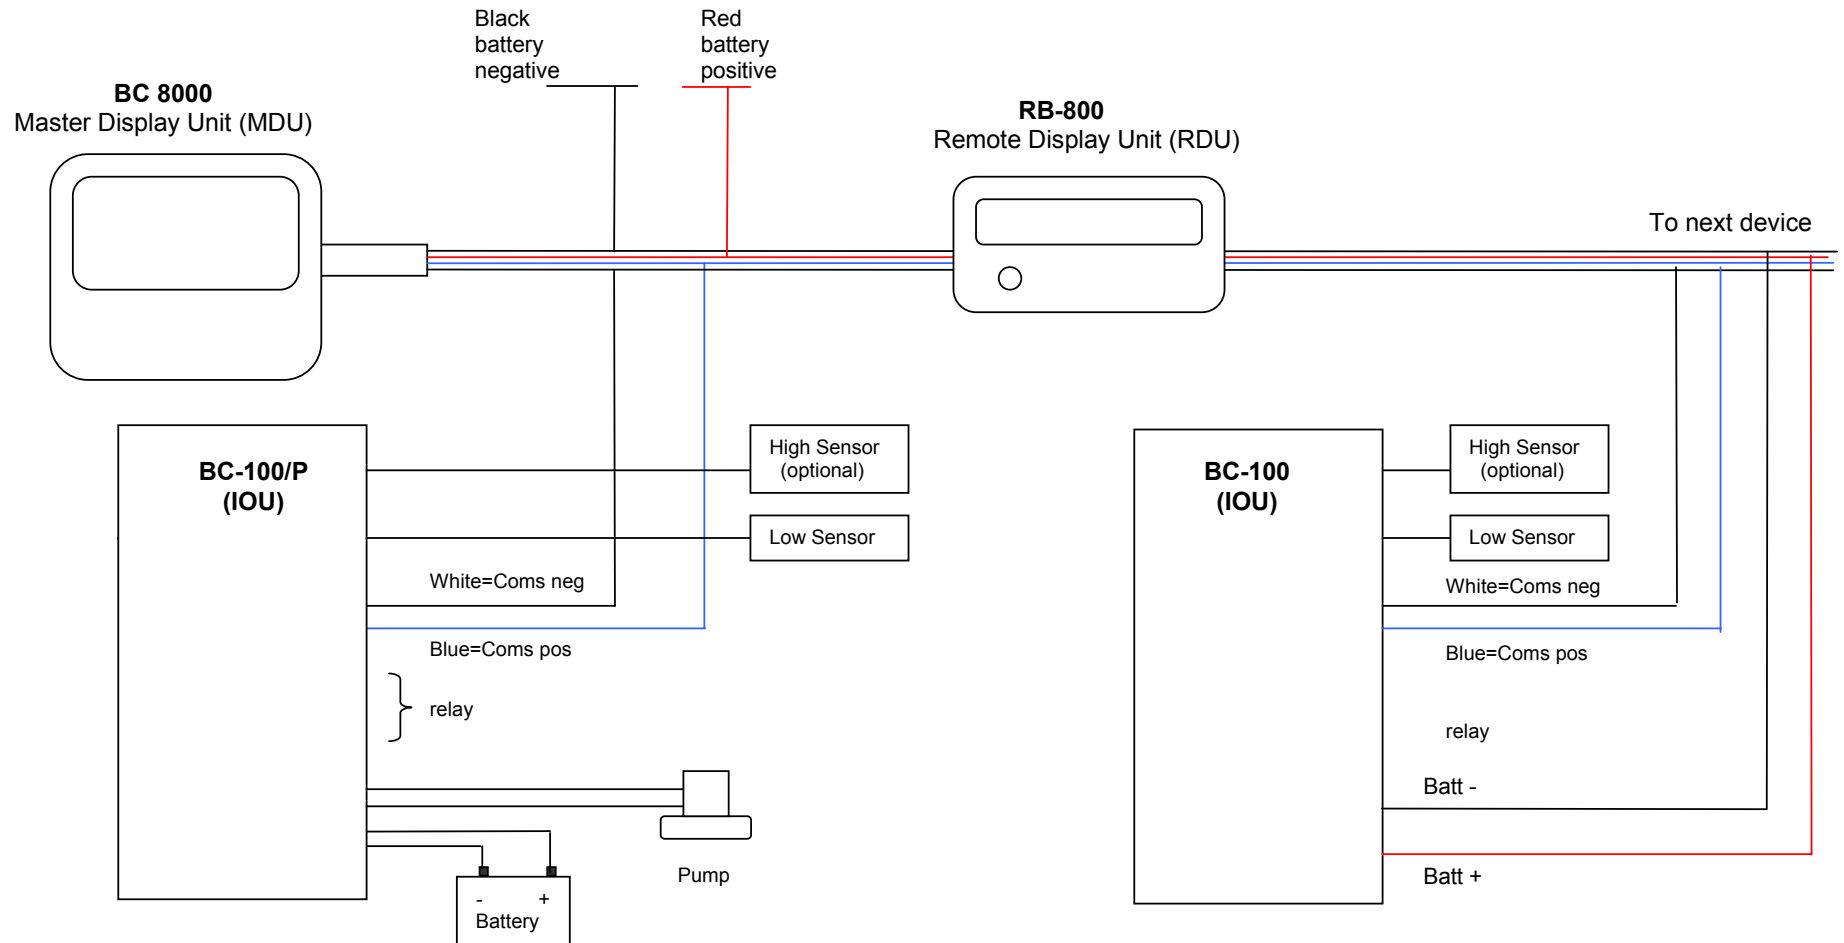 Black
battery
negative
Red
battery
positive
BC 8000
Master Display Unit (MDU)
RB-800
Remote Display Unit (RDU)
To next device
BC-100/P
(IOU)
High Sensor
(optional)
Low Sensor
White=Coms neg
Blue=Coms pos
relay
Pump
- +
Battery
BC-100
(IOU)
High Sensor
(optional)
Low Sensor
White=Coms neg
Blue=Coms pos
relay
Batt -
Batt +